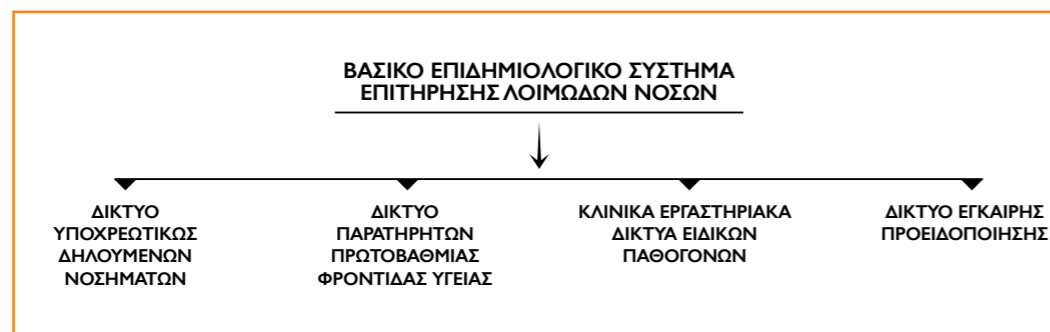 ΒΑΣΙΚΟ ΕΠΙΔΗΜΙΟΛΟΓΙΚΟ ΣΥΣΤΗΜΑ
ΕΠΙΤΗΡΗΣΗΣ ΛΟΙΜΩΔΩΝ ΝΟΣΩΝ
ΔΙΚΤΥΟ
ΥΠΟΧΡΕΩΤΙΚΩΣ
ΔΗΛΟΥΜΕΝΩΝ
ΝΟΣΗΜΑΤΩΝ
ΔΙΚΤΥΟ
ΠΑΡΑΤΗΡΗΤΩΝ
ΠΡΩΤΟΒΑΘΜΙΑΣ
ΦΡΟΝΤΙΔΑΣ ΥΓΕΙΑΣ
ΚΛΙΝΙΚΑ ΕΡΓΑΣΤΗΡΙΑΚΑ
ΔΙΚΤΥΑ ΕΙΔΙΚΩΝ
ΠΑΘΟΓΟΝΩΝ
ΔΙΚΤΥΟ ΕΓΚΑΙΡΗΣ
ΠΡΟΕΙΔΟΠΟΙΗΣΗΣ